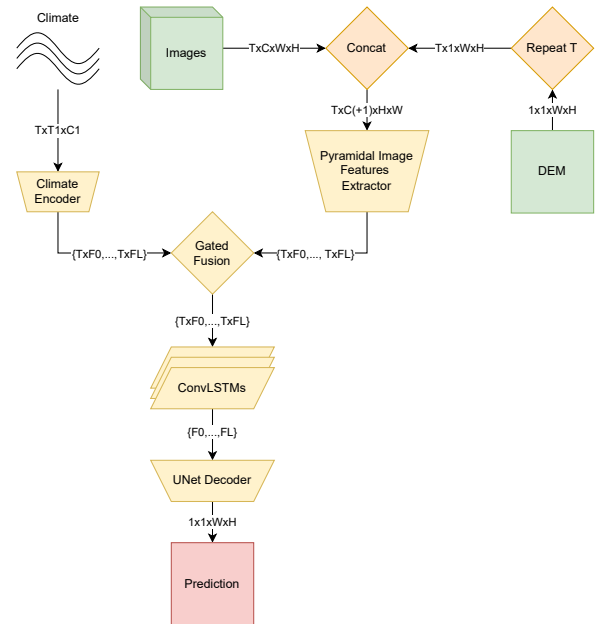 Climate
Images
TxCxWxH
Concat
Tx1xWxH
Repeat T
TxT1xC1
TxC(+1)xHxW
1x1xWxH
Climate
Encoder
Pyramidal Image
Features
Extractor
DEM
{TxF0,...,TxFL}
Gated
Fusion
{TxF0,..., TxFL}
{TxF0,...,TxFL}
ConvLSTMs
{F0,...,FL}
UNet Decoder
1x1xWxH
Prediction